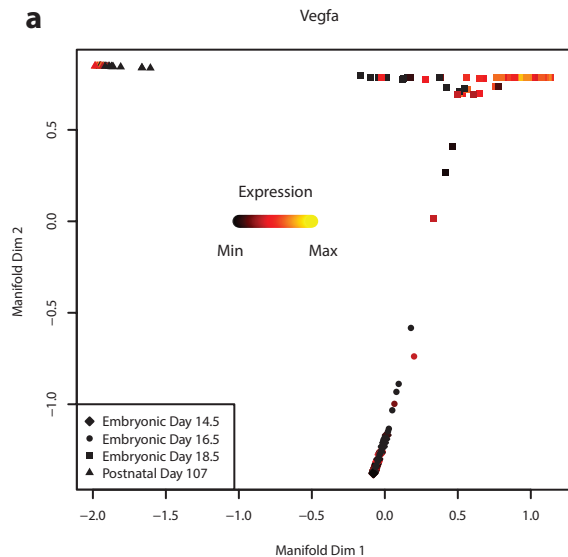 a
Vegfa
Manifold Dim 2
0.5
0.0
−0.5
−1.0
Expression
Min Max
Embryonic Day 14.5
Embryonic Day 16.5
Embryonic Day 18.5
Postnatal Day 107
−2.0 −1.5 −1.0 −0.5 0.0 0.5 1.0
Manifold Dim 1